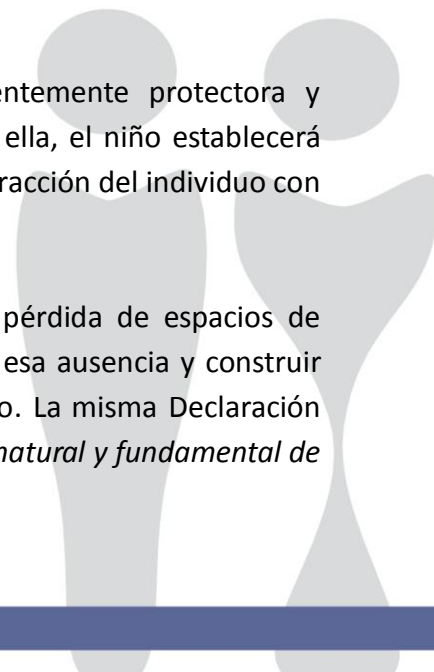 entemente protectora y
ella, el niño establecerá
racción del individuo con
pérdida de espacios de
esa ausencia y construir
o. La misma Declaración
natural y fundamental de